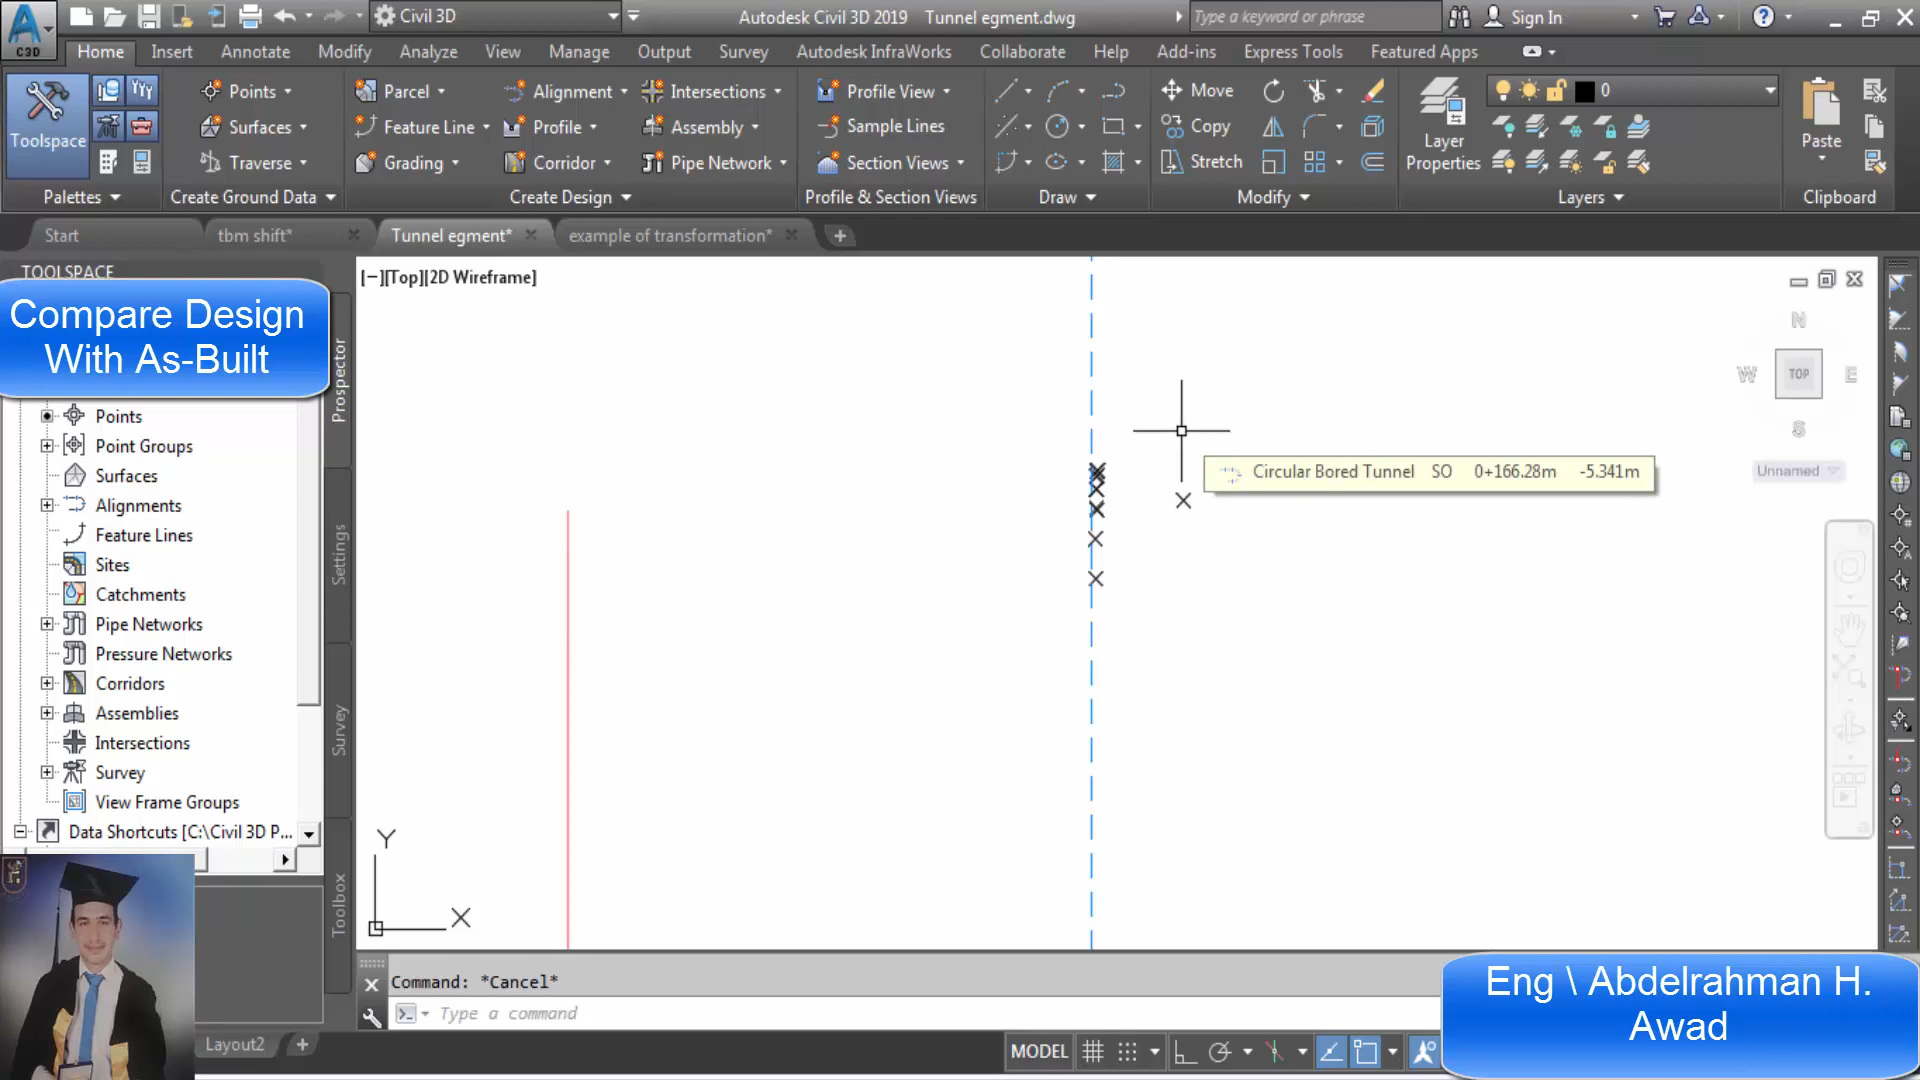 C3D
Civil 3D
Autodesk Civil 3D 2019 Tunnel egment.dwg
Type a keyword or phrase
Sign In
Home Insert Annotate Modify Analyze View Manage Output Survey Autodesk InfraWorks Collaborate Help Add-ins Express Tools Featured Apps
Toolspace
Palettes
Points
Surfaces
Traverse
Create Ground Data
Parcel
Feature Line
Grading
Alignment
Profile
Corridor
Intersections
Assembly
Pipe Network
Create Design
Profile View
Sample Lines
Section Views
Profile & Section Views
Draw
Move
Copy
Stretch
Modify
Layer
Properties
0
Layers
Paste
Clipboard
Start
tbm shift*
Tunnel egment*
example of transformation*
TOOLSPACE
Compare Design
With As-Built
Points
Point Groups
Surfaces
Alignments
Feature Lines
Sites
Catchments
Pipe Networks
Pressure Networks
Corridors
Assemblies
Intersections
Survey
View Frame Groups
Data Shortcuts [C:\Civil 3D P...
Prospector
Settings
Survey
Toolbox
[−][Top][2D Wireframe]
Circular Bored Tunnel SO 0+166.28m -5.341m
N
W TOP E
S
Unnamed
Y
X
Command: *Cancel*
Type a command
Layout2
MODEL
Eng \ Abdelrahman H.
Awad